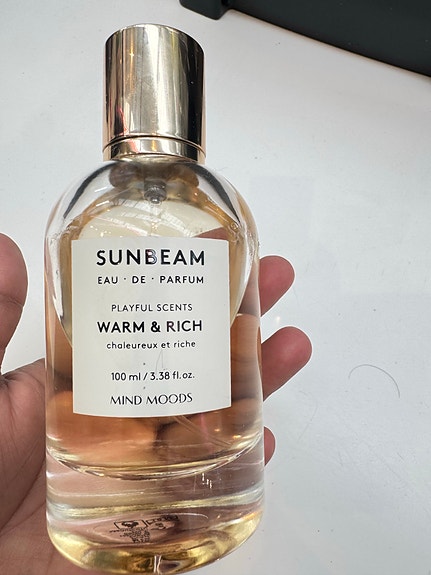 SUNBEAM
EAU · DE · PARFUM
PLAYFUL SCENTS
WARM & RICH
chaleureux et riche
100 ml / 3.38 fl.oz.
MIND MOODS